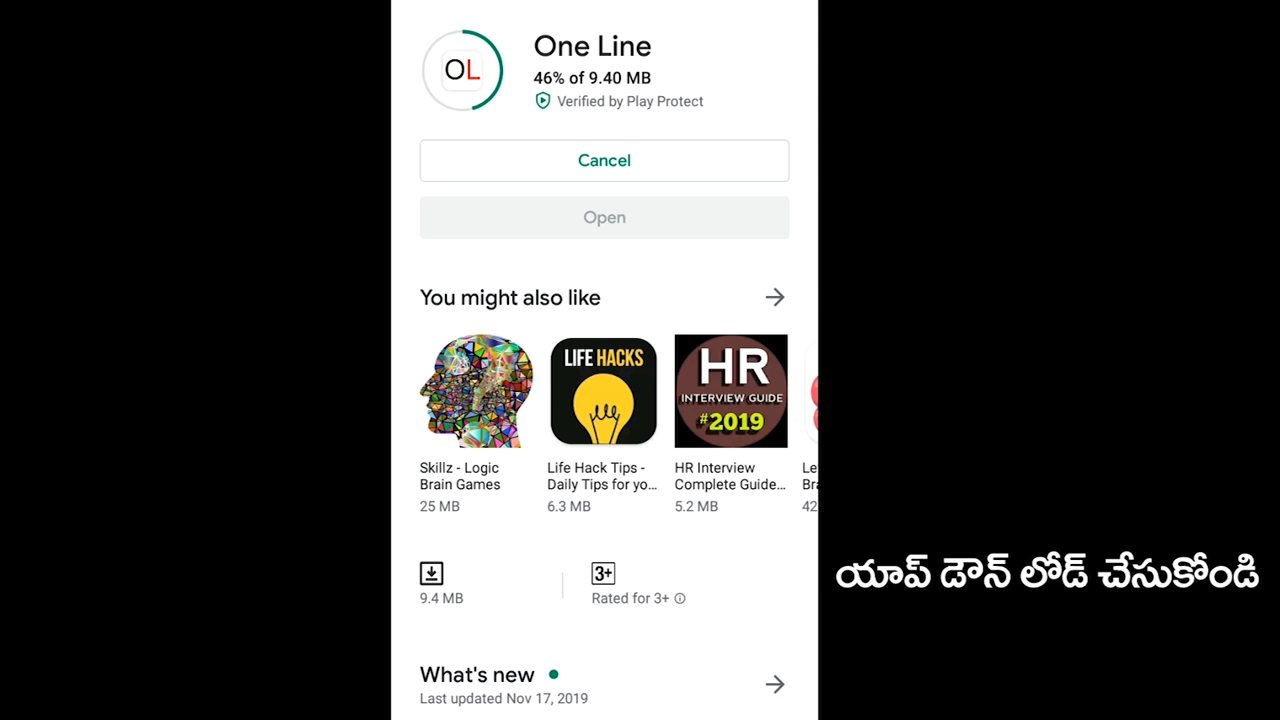 OL
One Line
46% of 9.40 MB
Verified by Play Protect
Cancel
Open
You might also like
LIFE HACKS
HR
INTERVIEW GUIDE
#2019
Skillz - Logic
Brain Games
25 MB
Life Hack Tips -
Daily Tips for yo...
6.3 MB
HR Interview
Complete Guide...
5.2 MB
Le
Bra
42
3+
9.4 MB
Rated for 3+
యాప్ డౌన్ లోడ్ చేసుకోండి
What's new
Last updated Nov 17, 2019